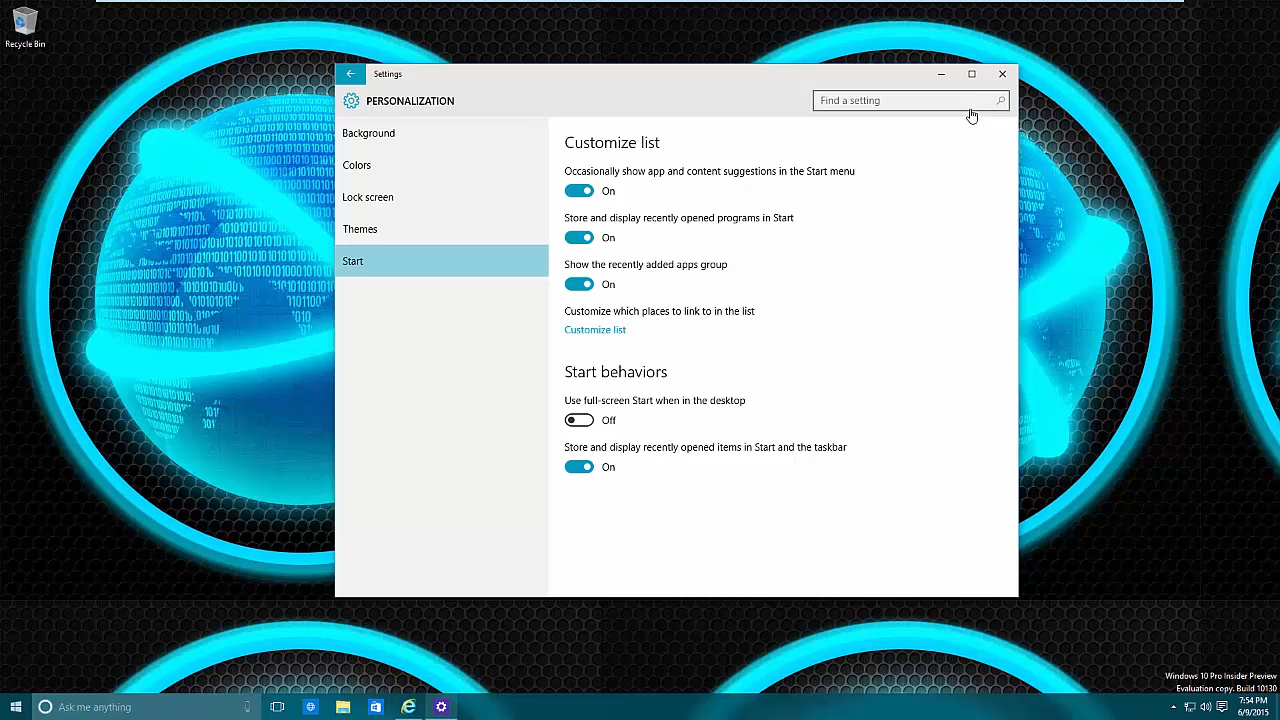 Recycle Bin
Settings
PERSONALIZATION
Find a setting
Background
Colors
Lock screen
Themes
Start
Customize list
Occasionally show app and content suggestions in the Start menu
On
Store and display recently opened programs in Start
On
Show the recently added apps group
On
Customize which places to link to in the list
Customize list
Start behaviors
Use full-screen Start when in the desktop
Off
Store and display recently opened items in Start and the taskbar
On
Windows 10 Pro Insider Preview
Evaluation copy. Build 10130
Ask me anything
7:54 PM
6/9/2015